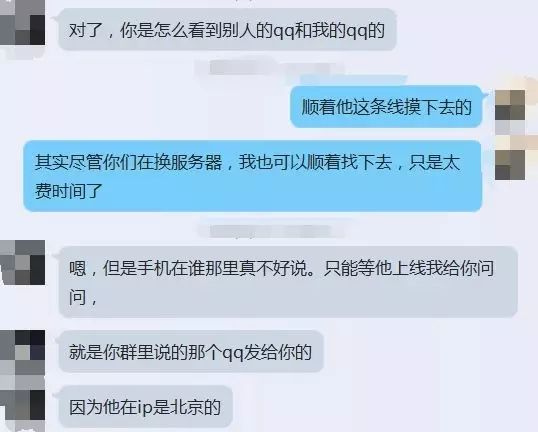 对了，你是怎么看到别人的qq和我的qq的
顺着他这条线摸下去的
其实尽管你们在换服务器，我也可以顺着找下去，只是太
费时间了
嗯，但是手机在谁那里真不好说。只能等他上线我给你问
问，
就是你群里说的那个qq发给你的
因为他在ip是北京的